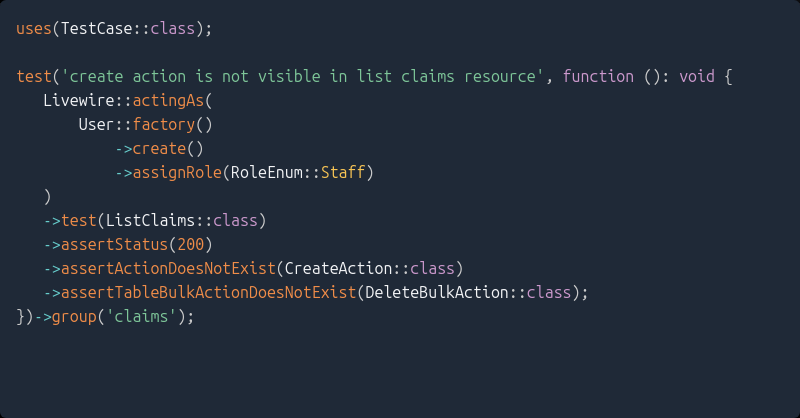 uses(TestCase::class);

test('create action is not visible in list claims resource', function (): void {
   Livewire::actingAs(
       User::factory()
           ->create()
           ->assignRole(RoleEnum::Staff)
   )
   ->test(ListClaims::class)
   ->assertStatus(200)
   ->assertActionDoesNotExist(CreateAction::class)
   ->assertTableBulkActionDoesNotExist(DeleteBulkAction::class);
})->group('claims');